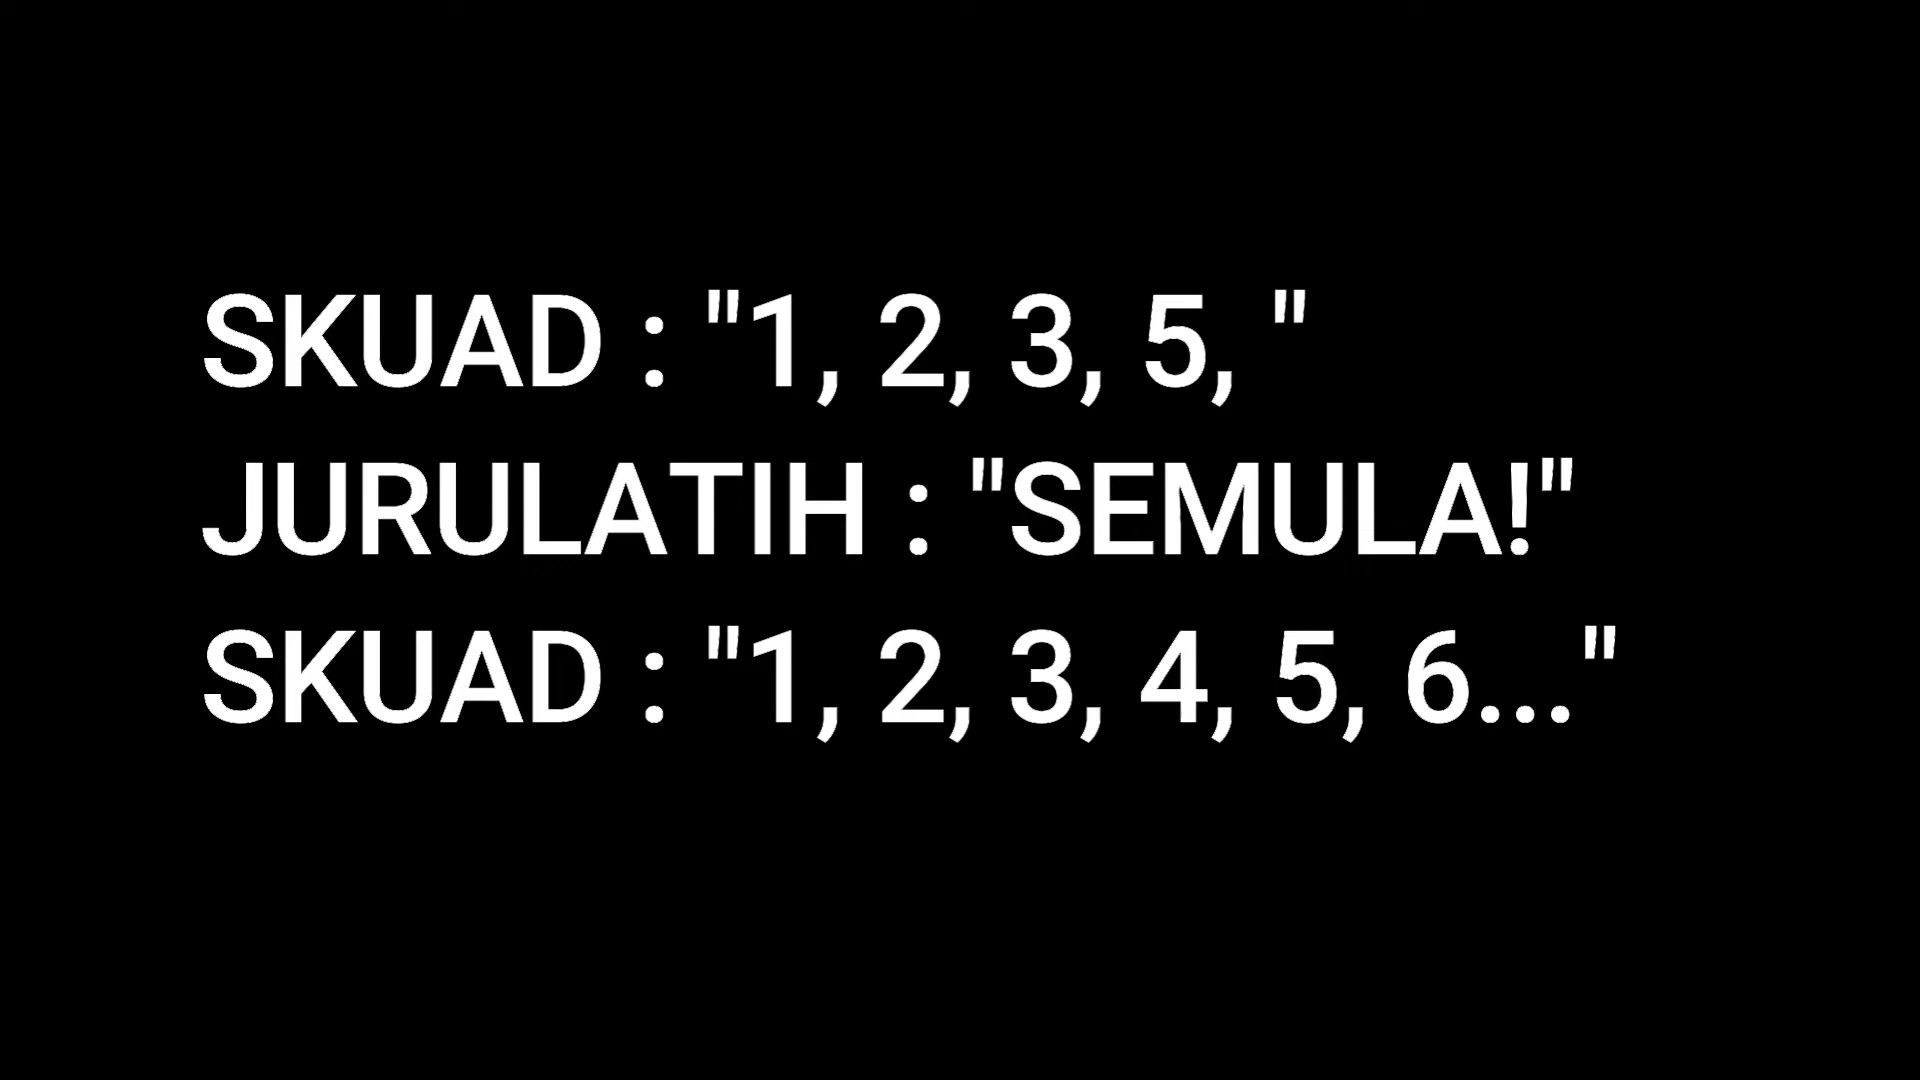 SKUAD : "1, 2, 3, 5, "
JURULATIH : "SEMULA!"
SKUAD : "1, 2, 3, 4, 5, 6..."